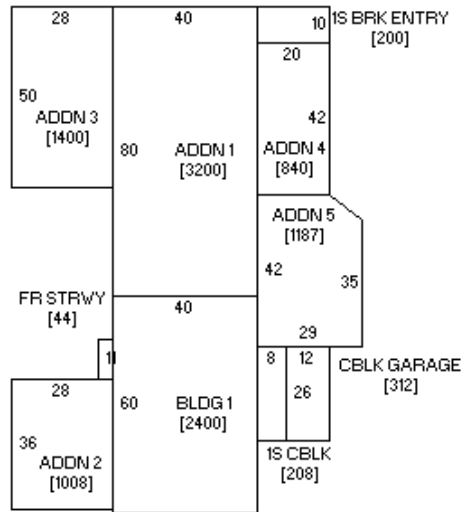 28
40
10
1S BRK ENTRY
[200]
20
50
ADDN 3
[1400]
80
ADDN 1
[3200]
42
ADDN 4
[840]
ADDN 5
[1187]
42
35
FR STRWY
[44]
40
29
11
8
12
CBLK GARAGE
[312]
28
60
BLDG 1
[2400]
26
36
ADDN 2
[1008]
1S CBLK
[208]